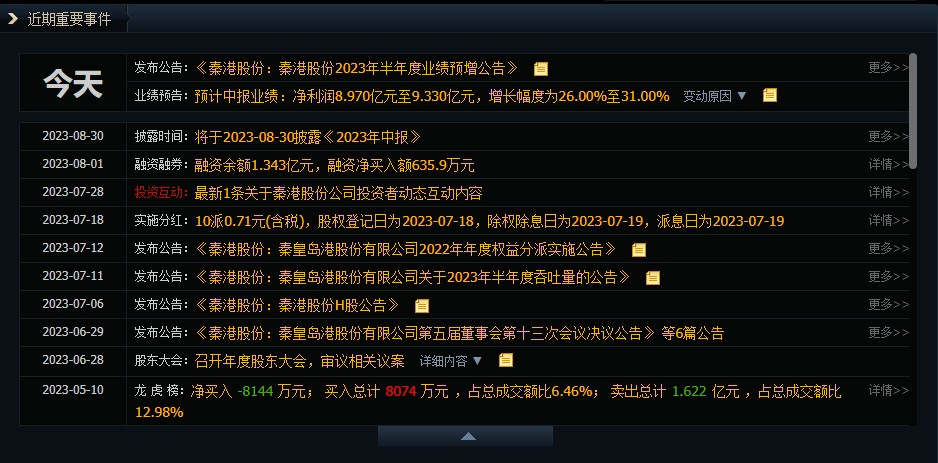 近期重要事件
今天
发布公告：《秦港股份：秦港股份2023年半年度业绩预增公告》 更多>>
业绩预告：预计中报业绩：净利润8.970亿元至9.330亿元，增长幅度为26.00%至31.00% 变动原因▼
2023-08-30 披露时间：将于2023-08-30披露《2023年中报》 更多>>
2023-08-01 融资融券：融资余额1.343亿元，融资净买入额635.9万元 详情>>
2023-07-28 投资互动：最新1条关于秦港股份公司投资者动态互动内容 详情>>
2023-07-18 实施分红：10派0.71元(含税)，股权登记日为2023-07-18，除权除息日为2023-07-19，派息日为2023-07-19 详情>>
2023-07-12 发布公告：《秦港股份：秦皇岛港股份有限公司2022年年度权益分派实施公告》 更多>>
2023-07-11 发布公告：《秦港股份：秦皇岛港股份有限公司关于2023年半年度吞吐量的公告》 更多>>
2023-07-06 发布公告：《秦港股份：秦港股份H股公告》 更多>>
2023-06-29 发布公告：《秦港股份：秦皇岛港股份有限公司第五届董事会第十三次会议决议公告》等6篇公告 更多>>
2023-06-28 股东大会：召开年度股东大会，审议相关议案 详细内容▼
2023-05-10 龙 虎 榜：净买入 -8144 万元； 买入总计 8074 万元 ，占总成交额比6.46%； 卖出总计 1.622 亿元 ，占总成交额比 详情>>
12.98%